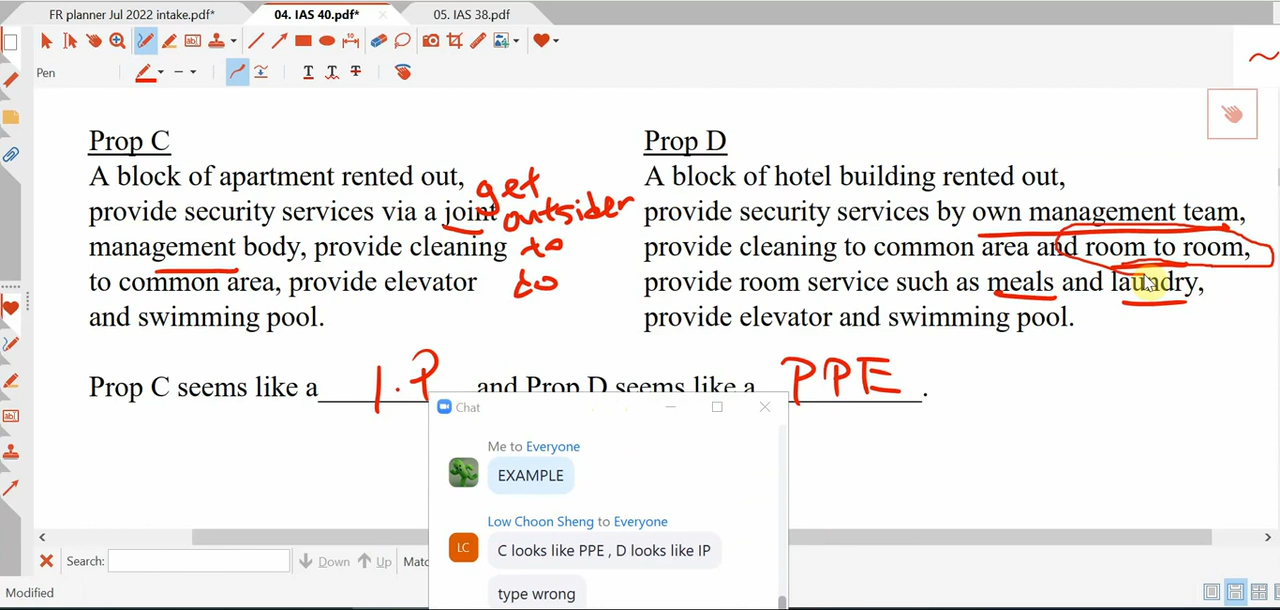 FR planner Jul 2022 intake.pdf*
04. IAS 40.pdf*
05. IAS 38.pdf
Pen
Prop C
A block of apartment rented out,
provide security services via a joint
management body, provide cleaning
to common area, provide elevator
and swimming pool.
get
outsider
to
to
Prop D
A block of hotel building rented out,
provide security services by own management team,
provide cleaning to common area and room to room,
provide room service such as meals and laundry,
provide elevator and swimming pool.
Prop C seems like a I.P and Prop D seems like a PPE.
Chat
Me to Everyone
EXAMPLE
Low Choon Sheng to Everyone
LC
C looks like PPE , D looks like IP
type wrong
Search:
Down
Up
Matc
Modified